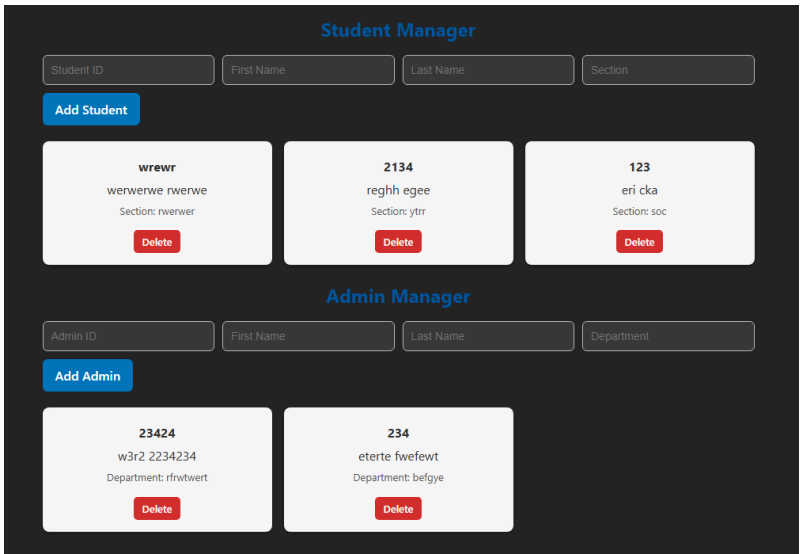 Student Manager
Student ID First Name Last Name Section
Add Student
wrewr 2134 123
werwerwe rwerwe reghh egee eri cka
Section: rwerwer Section: ytrr Section: soc
Delete Delete Delete
Admin Manager
Admin ID First Name Last Name Department
Add Admin
23424 234
w3r2 2234234 eterte fwefewt
Department: rfrwtwert Department: befgye
Delete Delete